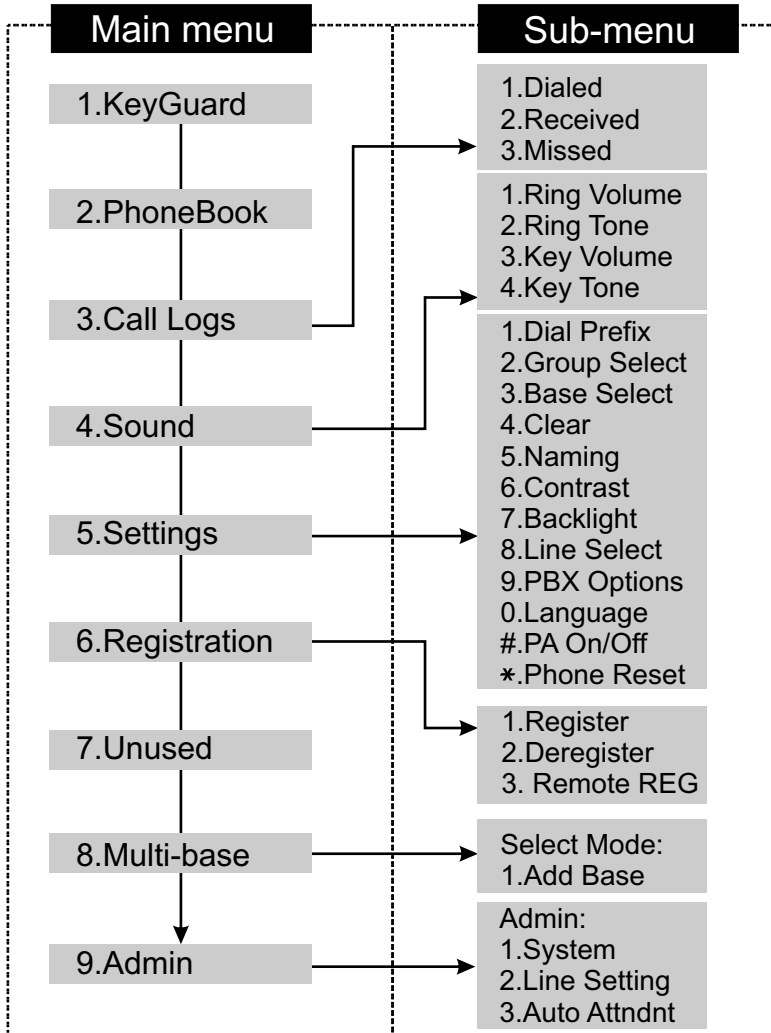 Main menu
1.KeyGuard
2.PhoneBook
3.Call Logs
4.Sound
5.Settings
6.Registration
7.Unused
8.Multi-base
9.Admin
Sub-menu
1.Dialed
2.Received
3.Missed
1.Ring Volume
2.Ring Tone
3.Key Volume
4.Key Tone
1.Dial Prefix
2.Group Select
3.Base Select
4.Clear
5.Naming
6.Contrast
7.Backlight
8.Line Select
9.PBX Options
0.Language
#.PA On/Off
*.Phone Reset
1.Register
2.Deregister
3. Remote REG
Select Mode:
1.Add Base
Admin:
1.System
2.Line Setting
3.Auto Attndnt